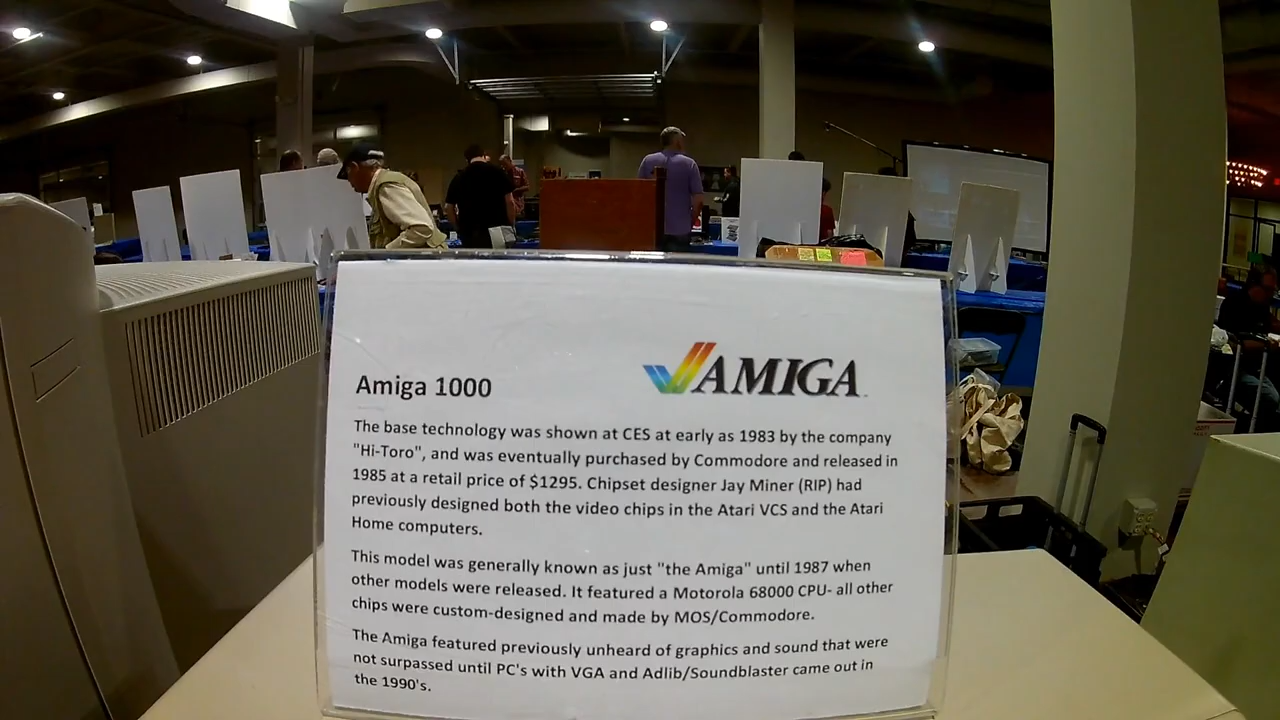 Amiga 1000
AMIGA
The base technology was shown at CES at early as 1983 by the company
"Hi-Toro", and was eventually purchased by Commodore and released in
1985 at a retail price of $1295. Chipset designer Jay Miner (RIP) had
previously designed both the video chips in the Atari VCS and the Atari
Home computers.
This model was generally known as just "the Amiga" until 1987 when
other models were released. It featured a Motorola 68000 CPU- all other
chips were custom-designed and made by MOS/Commodore.
The Amiga featured previously unheard of graphics and sound that were
not surpassed until PC's with VGA and Adlib/Soundblaster came out in
the 1990's.